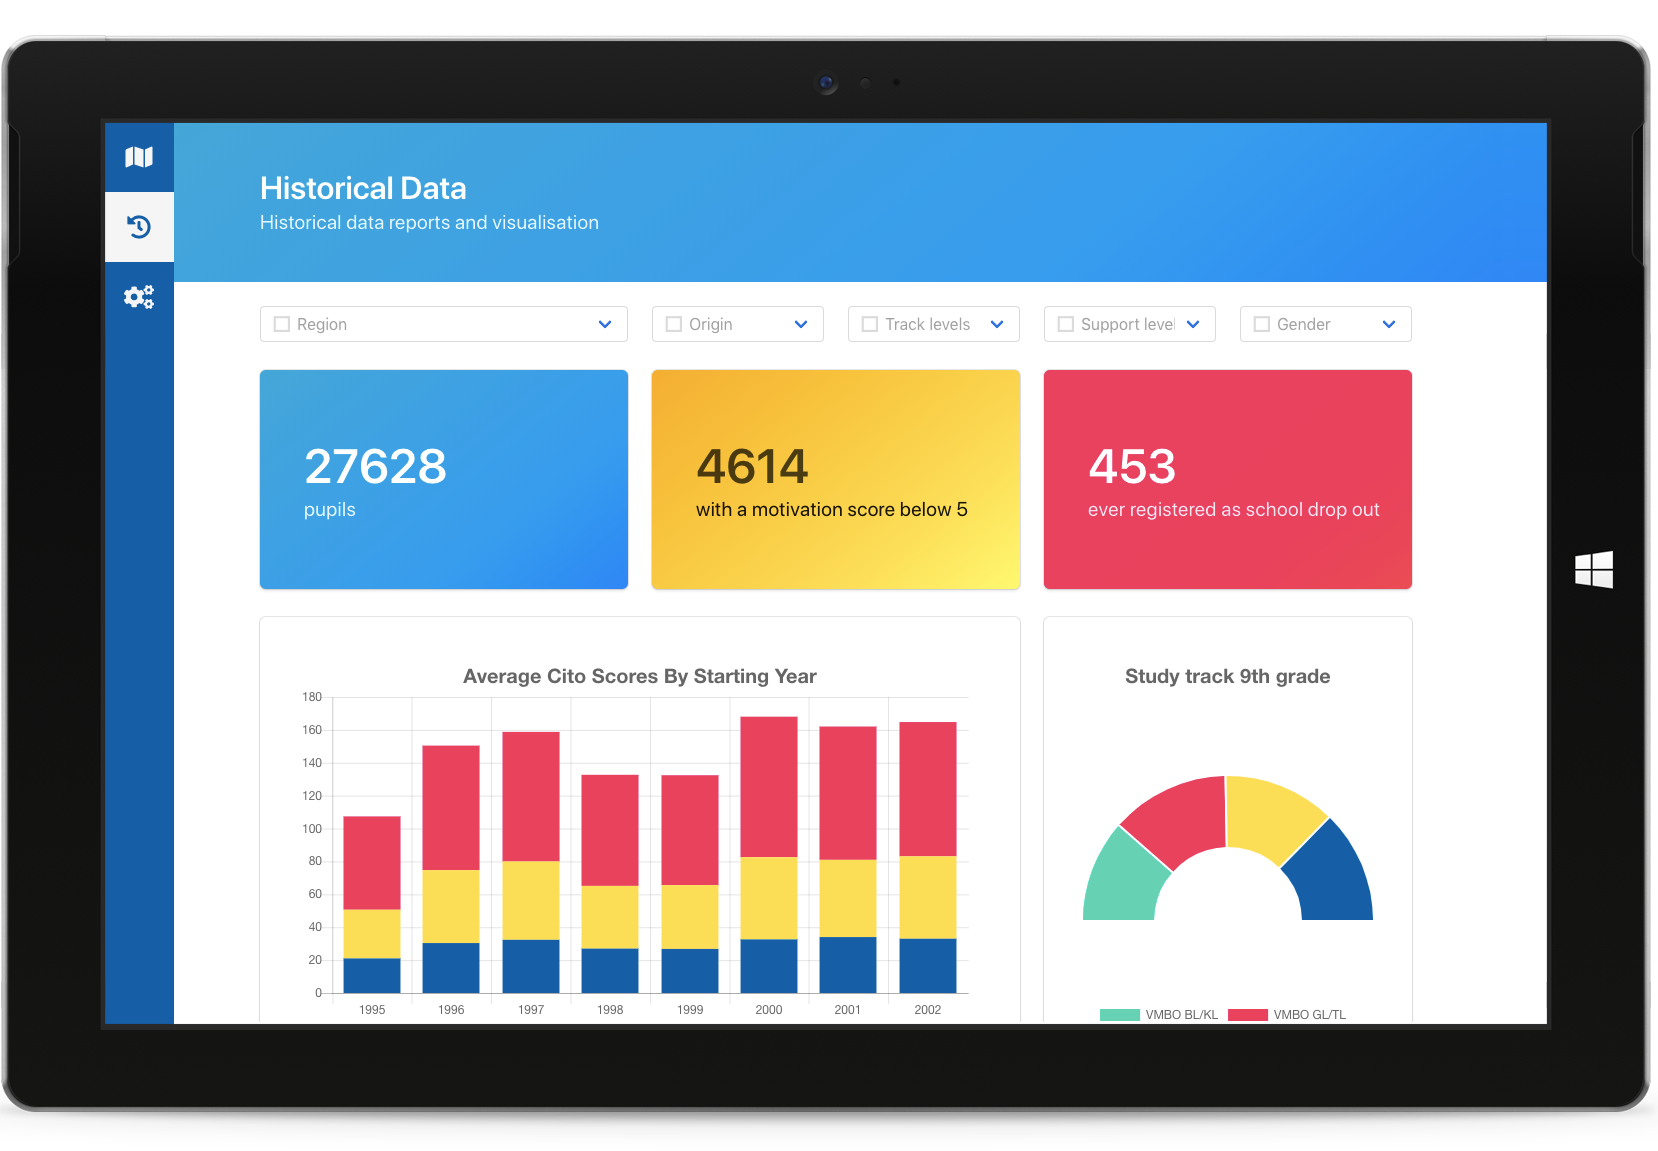 Historical Data
Historical data reports and visualisation
Region
Origin
Track levels
Support level
Gender
27628
pupils
4614
with a motivation score below 5
453
ever registered as school drop out
Average Cito Scores By Starting Year
180
160
140
120
100
80
60
40
20
0
1995
1996
1997
1998
1999
2000
2001
2002
Study track 9th grade
VMBO BL/KL
VMBO GL/TL